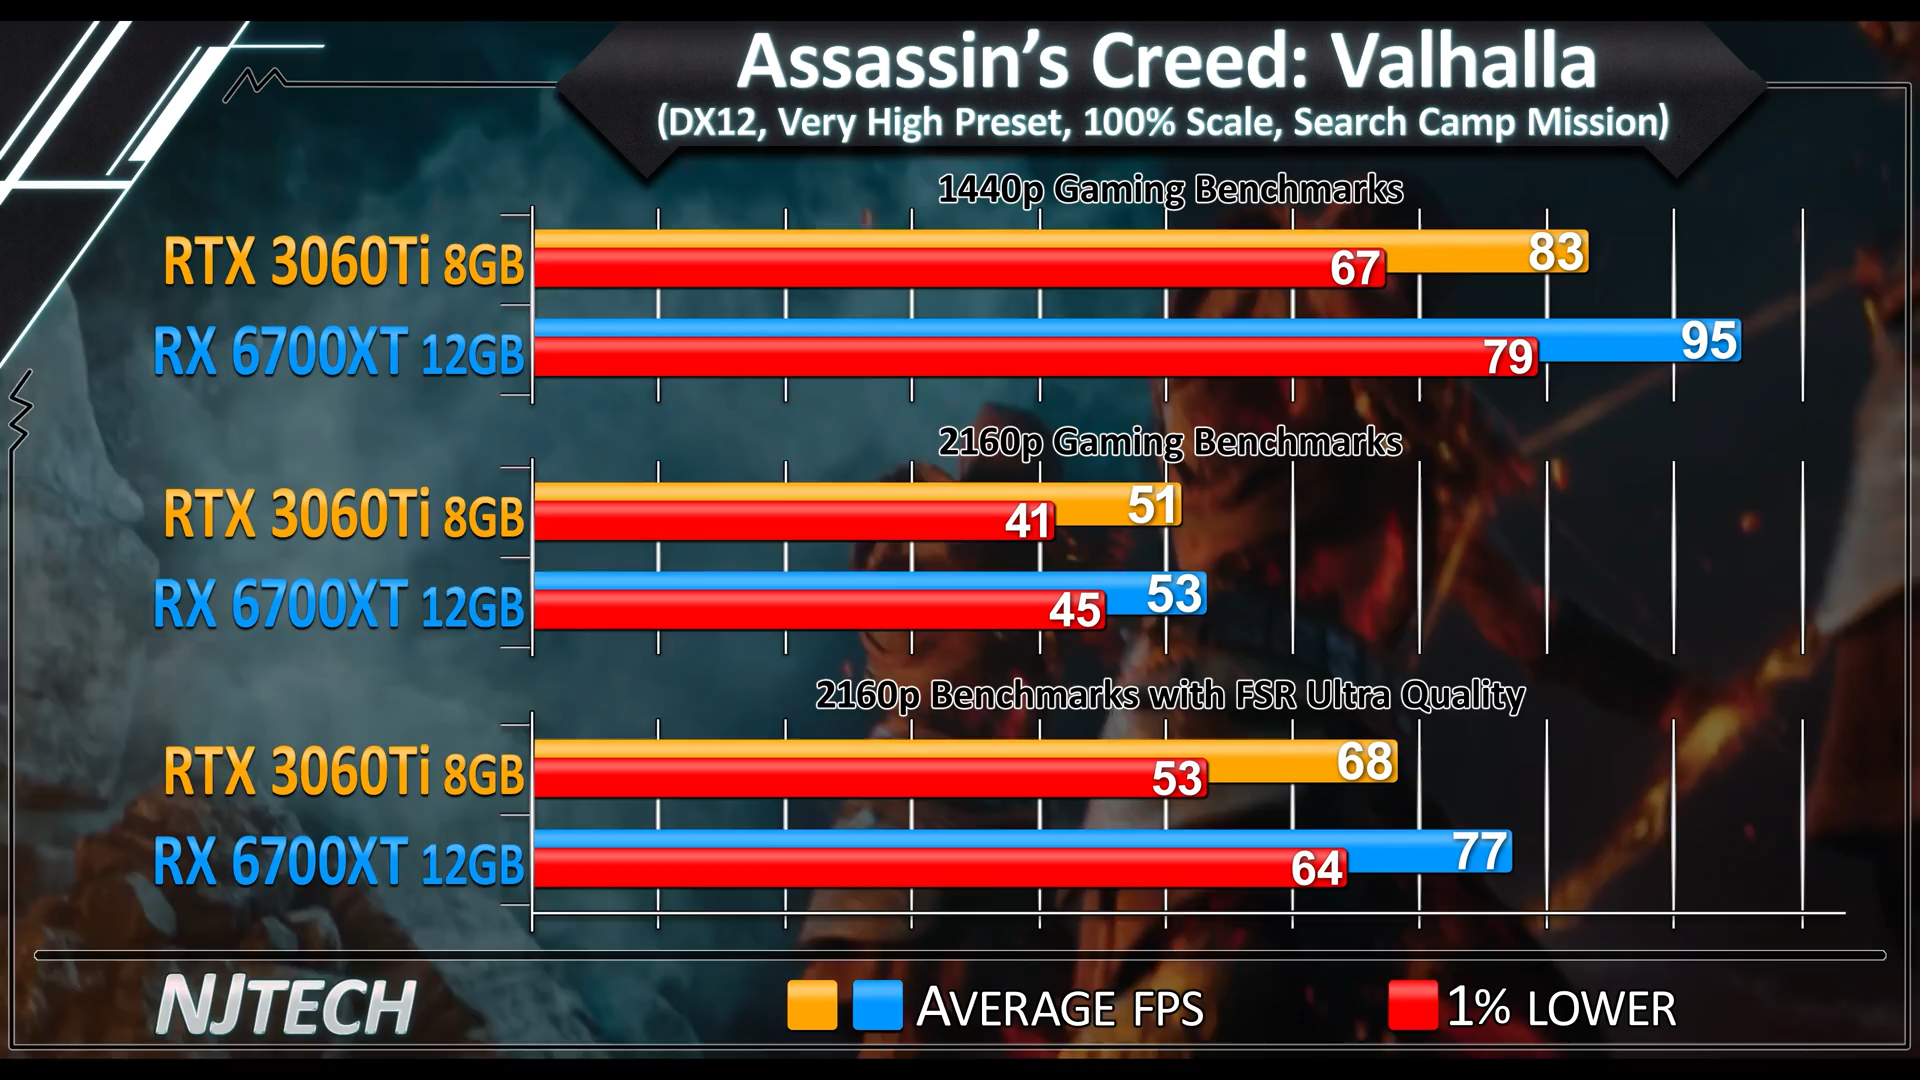 Assassin's Creed: Valhalla
(DX12, Very High Preset, 100% Scale, Search Camp Mission)
1440p Gaming Benchmarks
RTX 3060Ti 8GB
83
67
RX 6700XT 12GB
95
79
2160p Gaming Benchmarks
RTX 3060Ti 8GB
51
41
RX 6700XT 12GB
53
45
2160p Benchmarks with FSR Ultra Quality
RTX 3060Ti 8GB
68
53
RX 6700XT 12GB
77
64
NJTECH
AVERAGE FPS
1% LOWER